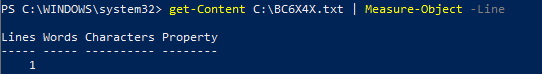 PS C:\WINDOWS\system32> get-Content C:\BC6X4X.txt | Measure-Object -Line
Lines Words Characters Property
----- ----- ---------- --------
1